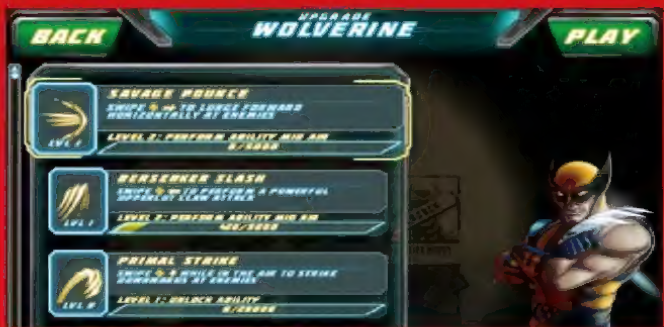 UPGRADE
BACK
WOLVERINE
PLAY
SAVAGE POUNCE
SWIPE TO LUNGE FORWARD
HORIZONTALLY AT ENEMIES
LEVEL 2: PERFORM ABILITY MID AIR
0/5000
LVL 1
BERSERKER SLASH
SWIPE TO PERFORM A POWERFUL
UPPERCUT CLAW ATTACK
LEVEL 2: PERFORM ABILITY MID AIR
LVL 1
PRIMAL STRIKE
SWIPE WHILE IN THE AIR TO STRIKE
DOWNWARDS AT ENEMIES
LEVEL 1: UNLOCK ABILITY
LVL 0